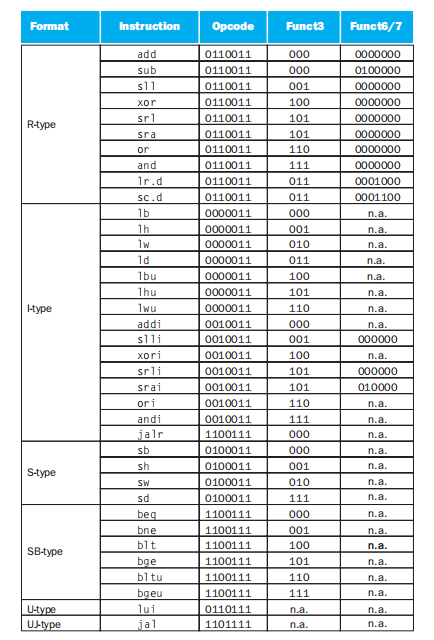 Format Instruction Opcode Funct3 Funct6/7
R-type
add 0110011 000 0000000
sub 0110011 000 0100000
sll 0110011 001 0000000
xor 0110011 100 0000000
srl 0110011 101 0000000
sra 0110011 101 0000000
or 0110011 110 0000000
and 0110011 111 0000000
lr.d 0110011 011 0001000
sc.d 0110011 011 0001100
I-type
lb 0000011 000 n.a.
lh 0000011 001 n.a.
lw 0000011 010 n.a.
ld 0000011 011 n.a.
lbu 0000011 100 n.a.
lhu 0000011 101 n.a.
lwu 0000011 110 n.a.
addi 0010011 000 n.a.
slli 0010011 001 000000
xori 0010011 100 n.a.
srli 0010011 101 000000
srai 0010011 101 010000
ori 0010011 110 n.a.
andi 0010011 111 n.a.
jalr 1100111 000 n.a.
S-type
sb 0100011 000 n.a.
sh 0100011 001 n.a.
sw 0100011 010 n.a.
sd 0100011 111 n.a.
SB-type
beq 1100111 000 n.a.
bne 1100111 001 n.a.
blt 1100111 100 n.a.
bge 1100111 101 n.a.
bltu 1100111 110 n.a.
bgeu 1100111 111 n.a.
U-type lui 0110111 n.a. n.a.
UJ-type jal 1101111 n.a. n.a.